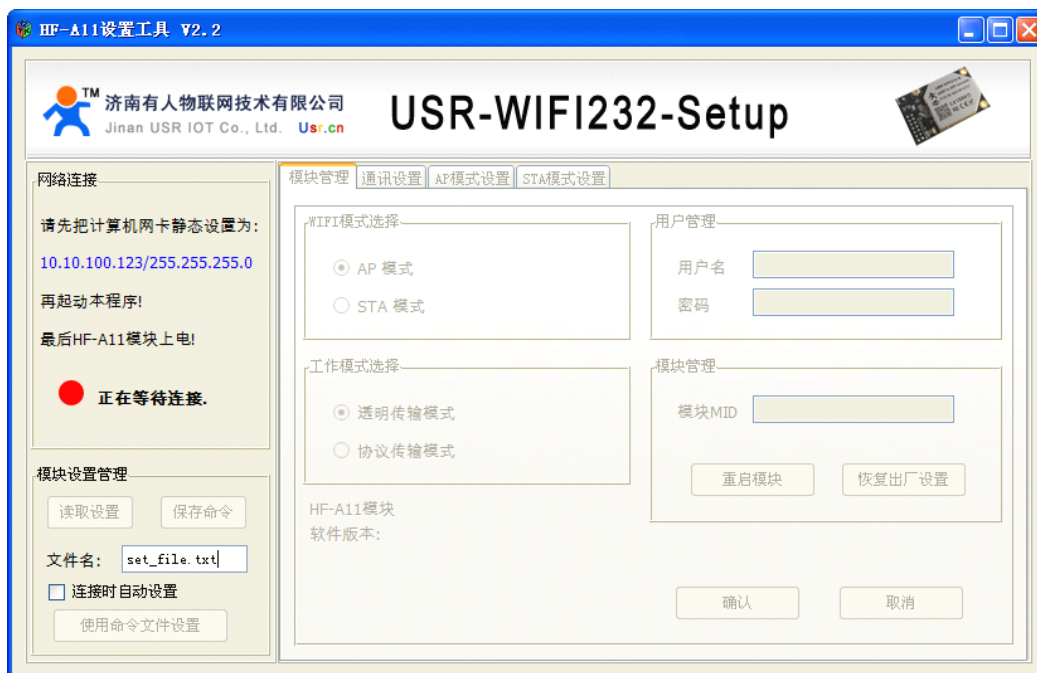 HF-A11设置工具 V2.2
TM
济南有人物联网技术有限公司
Jinan USR IOT Co., Ltd. Usr.cn
USR-WIFI232-Setup
网络连接
请先把计算机网卡静态设置为:
10.10.100.123/255.255.255.0
再起动本程序!
最后HF-A11模块上电!
正在等待连接.
模块设置管理
读取设置 保存命令
文件名: set_file.txt
连接时自动设置
使用命令文件设置
模块管理 通讯设置 AP模式设置 STA模式设置
WIFI模式选择
AP 模式
STA 模式
用户管理
用户名
密码
工作模式选择
透明传输模式
协议传输模式
模块管理
模块MID
重启模块 恢复出厂设置
HF-A11模块
软件版本:
确认 取消